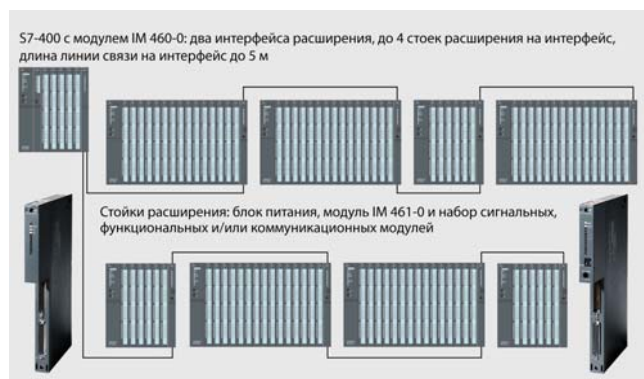 S7-400 с модулем IM 460-0: два интерфейса расширения, до 4 стоек расширения на интерфейс,
длина линии связи на интерфейс до 5 м
Стойки расширения: блок питания, модуль IM 461-0 и набор сигнальных,
функциональных и/или коммуникационных модулей